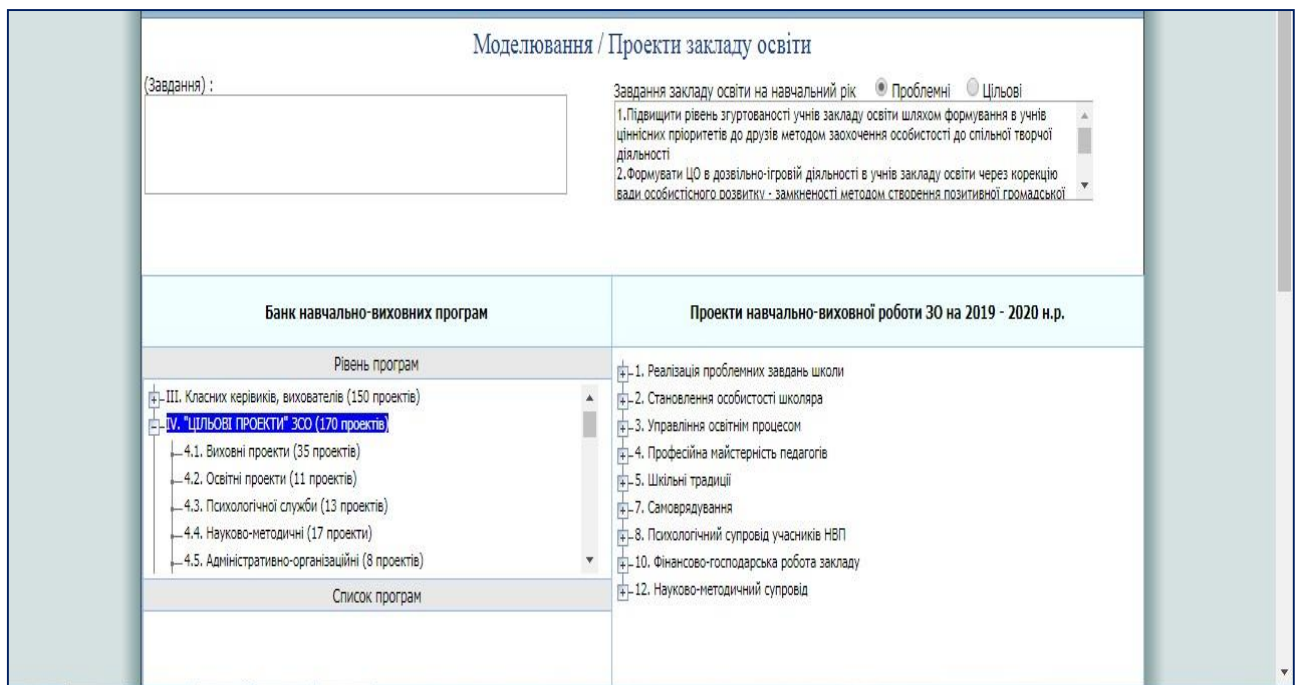 Моделювання / Проекти закладу освіти
(Завдання) :
Завдання закладу освіти на навчальний рік Проблемні Цільові
1.Підвищити рівень згуртованості учнів закладу освіти шляхом формування в учнів
ціннісних пріоритетів до друзів методом заохочення особистості до спільної творчої
діяльності
2.Формувати ЦО в дозвільно-ігровій діяльності в учнів закладу освіти через корекцію
вади особистісного розвитку - замкненості методом створення позитивної громадської
Банк навчально-виховних програм
Рівень програм
III. Класних керівиків, вихователів (150 проектів)
IV. "ЦІЛЬОВІ ПРОЕКТИ" ЗСО (170 проектів)
4.1. Виховні проекти (35 проектів)
4.2. Освітні проекти (11 проектів)
4.3. Психологічної служби (13 проектів)
4.4. Науково-методичні (17 проекти)
4.5. Адміністративно-організаційні (8 проектів)
Список програм
Проекти навчально-виховної роботи ЗО на 2019 - 2020 н.р.
1. Реалізація проблемних завдань школи
2. Становлення особистості школяра
3. Управління освітнім процесом
4. Професійна майстерність педагогів
5. Шкільні традиції
7. Самоврядування
8. Психологічний супровід учасників НВП
10. Фінансово-господарська робота закладу
12. Науково-методичний супровід